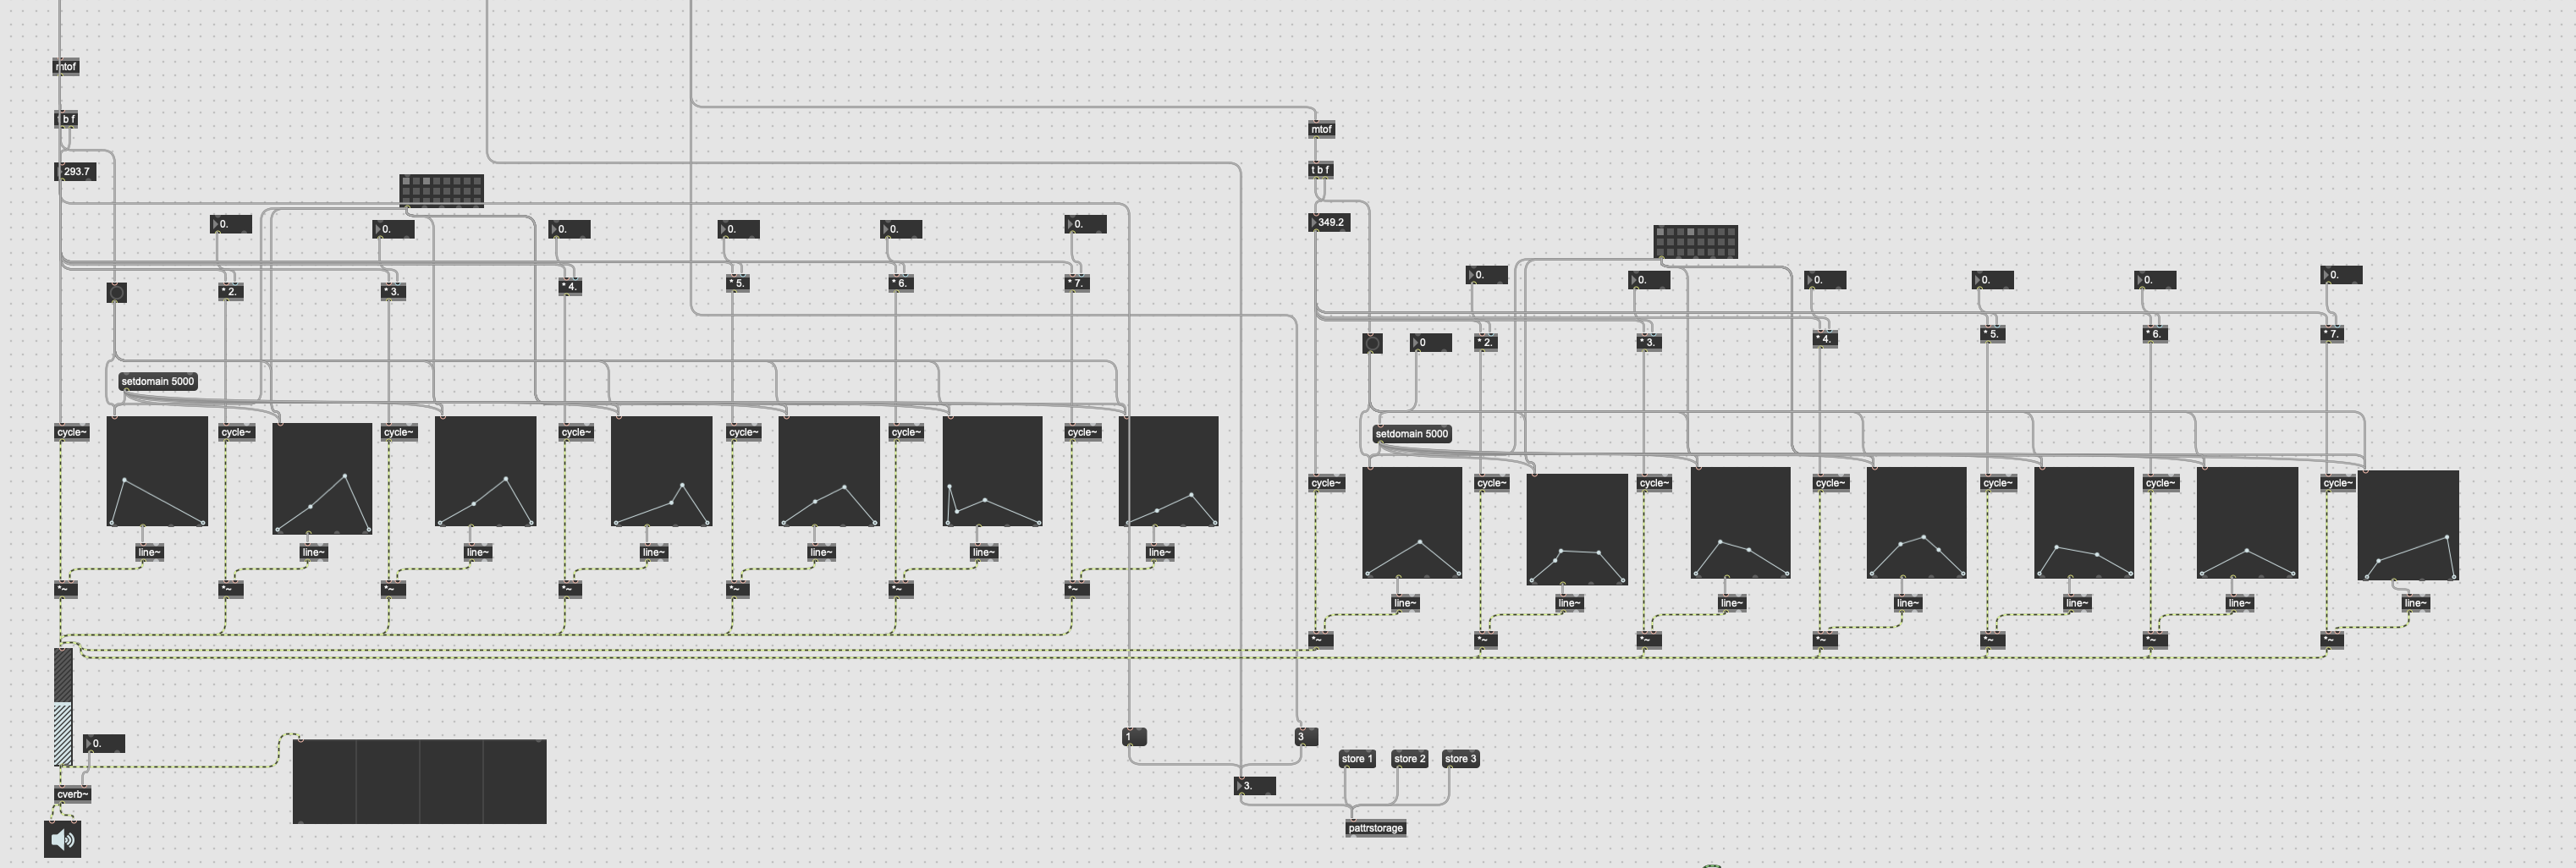 mtof
t b f
293.7
mtof
t b f
349.2
0.
0.
0.
0.
0.
0.
* 2.
* 3.
* 4.
* 5.
* 6.
* 7.
0.
0.
0.
0.
0.
0.
0
* 2.
* 3.
* 4.
* 5.
* 6.
* 7.
setdomain 5000
setdomain 5000
cycle~
cycle~
cycle~
cycle~
cycle~
cycle~
cycle~
cycle~
cycle~
cycle~
cycle~
cycle~
cycle~
cycle~
line~
line~
line~
line~
line~
line~
line~
*~
*~
*~
*~
*~
*~
*~
line~
line~
line~
line~
line~
line~
line~
*~
*~
*~
*~
*~
*~
*~
0.
cverb~
1
3
store 1
store 2
store 3
3.
pattrstorage